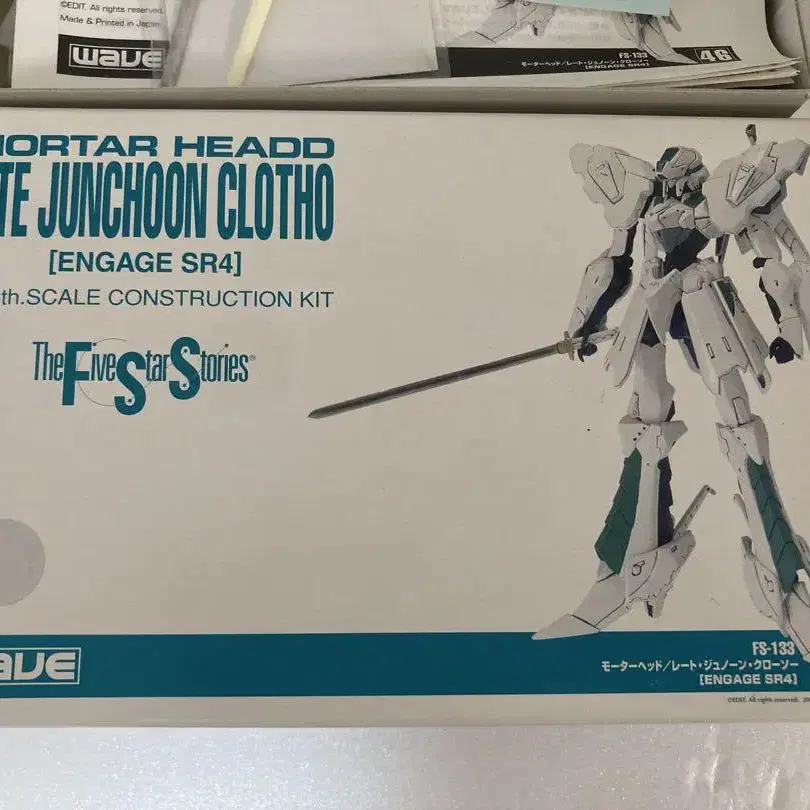 ©EDIT. All rights reserved.
Made & Printed in Japan
WAVE
FS-133
モーターヘッド/レート・ジュノーン・クローソー
[ENGAGE SR4]
46
MORTAR HEADD
TE JUNCHOON CLOTHO
[ENGAGE SR4]
th.SCALE CONSTRUCTION KIT
The Five Star Stories®
WAVE
FS-133
モーターヘッド/レート・ジュノーン・クローソー
[ENGAGE SR4]
©EDIT. All rights reserved. 20